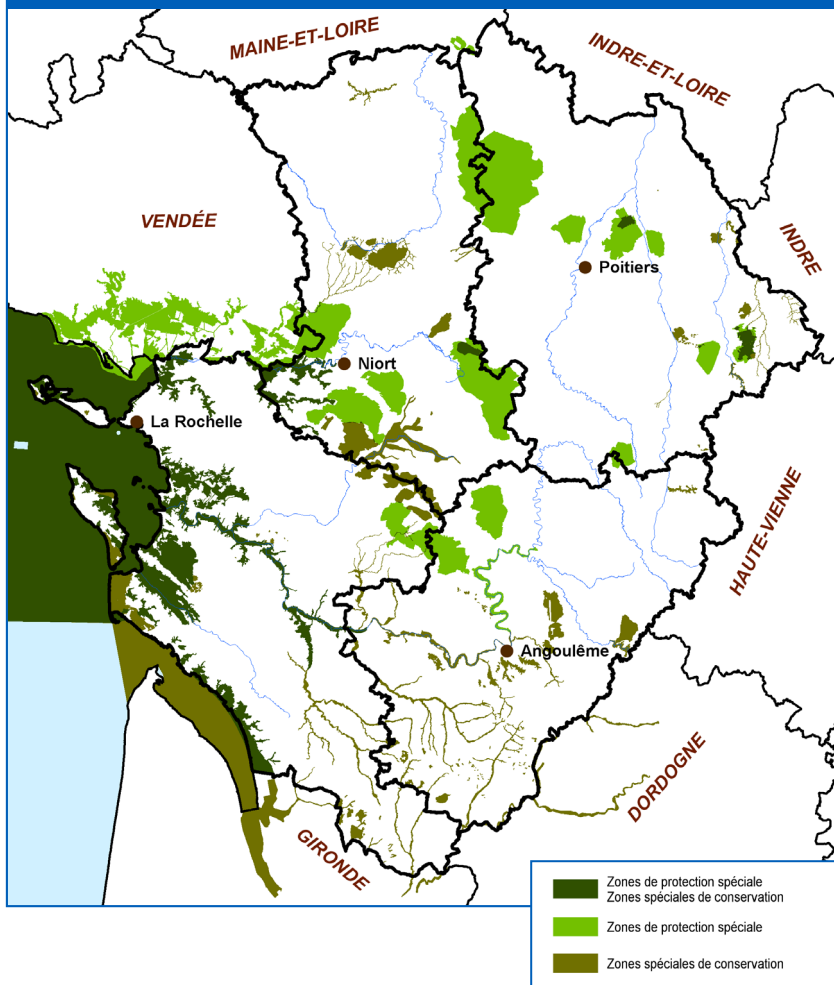 MAINE-ET-LOIRE
INDRE-ET-LOIRE
VENDÉE
INDRE
Poitiers
Niort
La Rochelle
HAUTE-VIENNE
Angoulême
DORDOGNE
GIRONDE
Zones de protection spéciale
Zones spéciales de conservation
Zones de protection spéciale
Zones spéciales de conservation